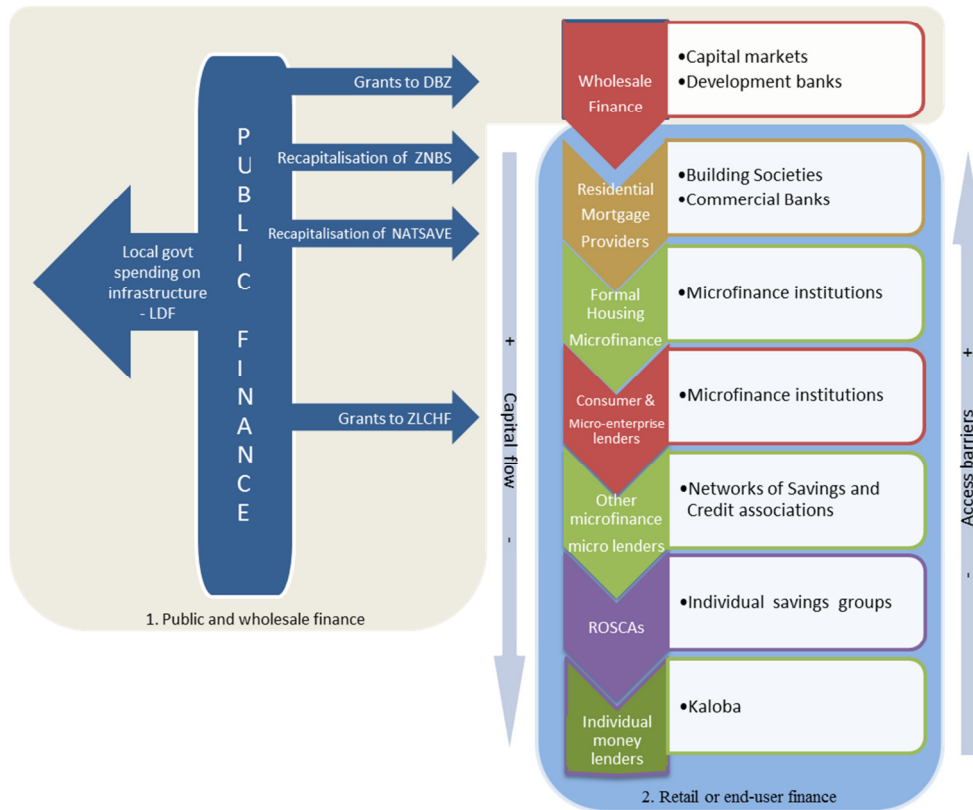 Grants to DBZ
Recapitalisation of ZNBS
Recapitalisation of NATSAVE
Local govt
spending on
infrastructure
- LDF
PUBLIC FINANCE
Grants to ZLCHF
1. Public and wholesale finance
+
Capital flow
-
Wholesale
Finance
•Capital markets
•Development banks
Residential
Mortgage
Providers
•Building Societies
•Commercial Banks
Formal
Housing
Microfinance
•Microfinance institutions
Consumer &
Micro-enterprise
lenders
•Microfinance institutions
Other
microfinance
micro lenders
•Networks of Savings and
Credit associations
ROSCAs
•Individual savings groups
Individual
money
lenders
•Kaloba
2. Retail or end-user finance
+
Access barriers
-